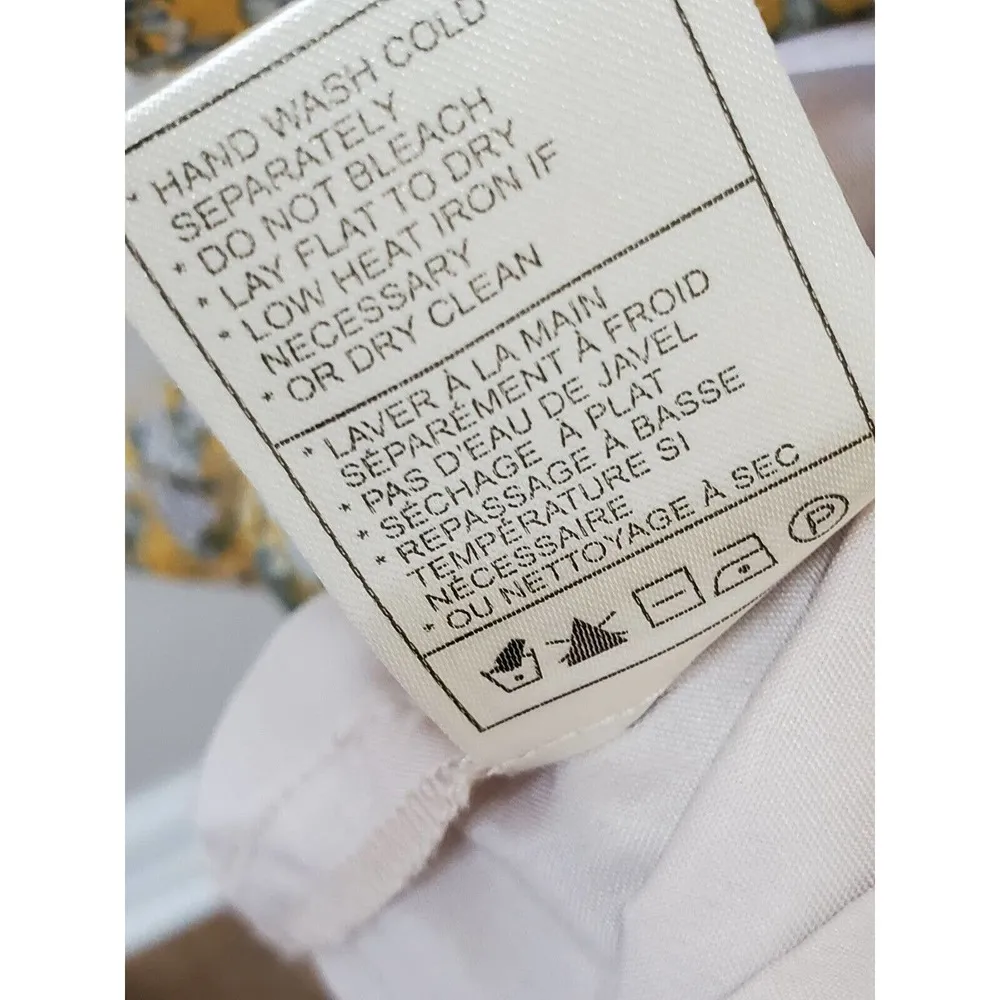 * HAND WASH COLD
SEPARATELY
* DO NOT BLEACH
* LAY FLAT TO DRY
* LOW HEAT IRON IF
NECESSARY
* OR DRY CLEAN
* LAVER À LA MAIN
SÉPARÉMENT À FROID
* PAS D'EAU DE JAVEL
* SÉCHAGE À PLAT
* REPASSAGE À BASSE
TEMPÉRATURE SI
NÉCESSAIRE
* OU NETTOYAGE À SEC
P